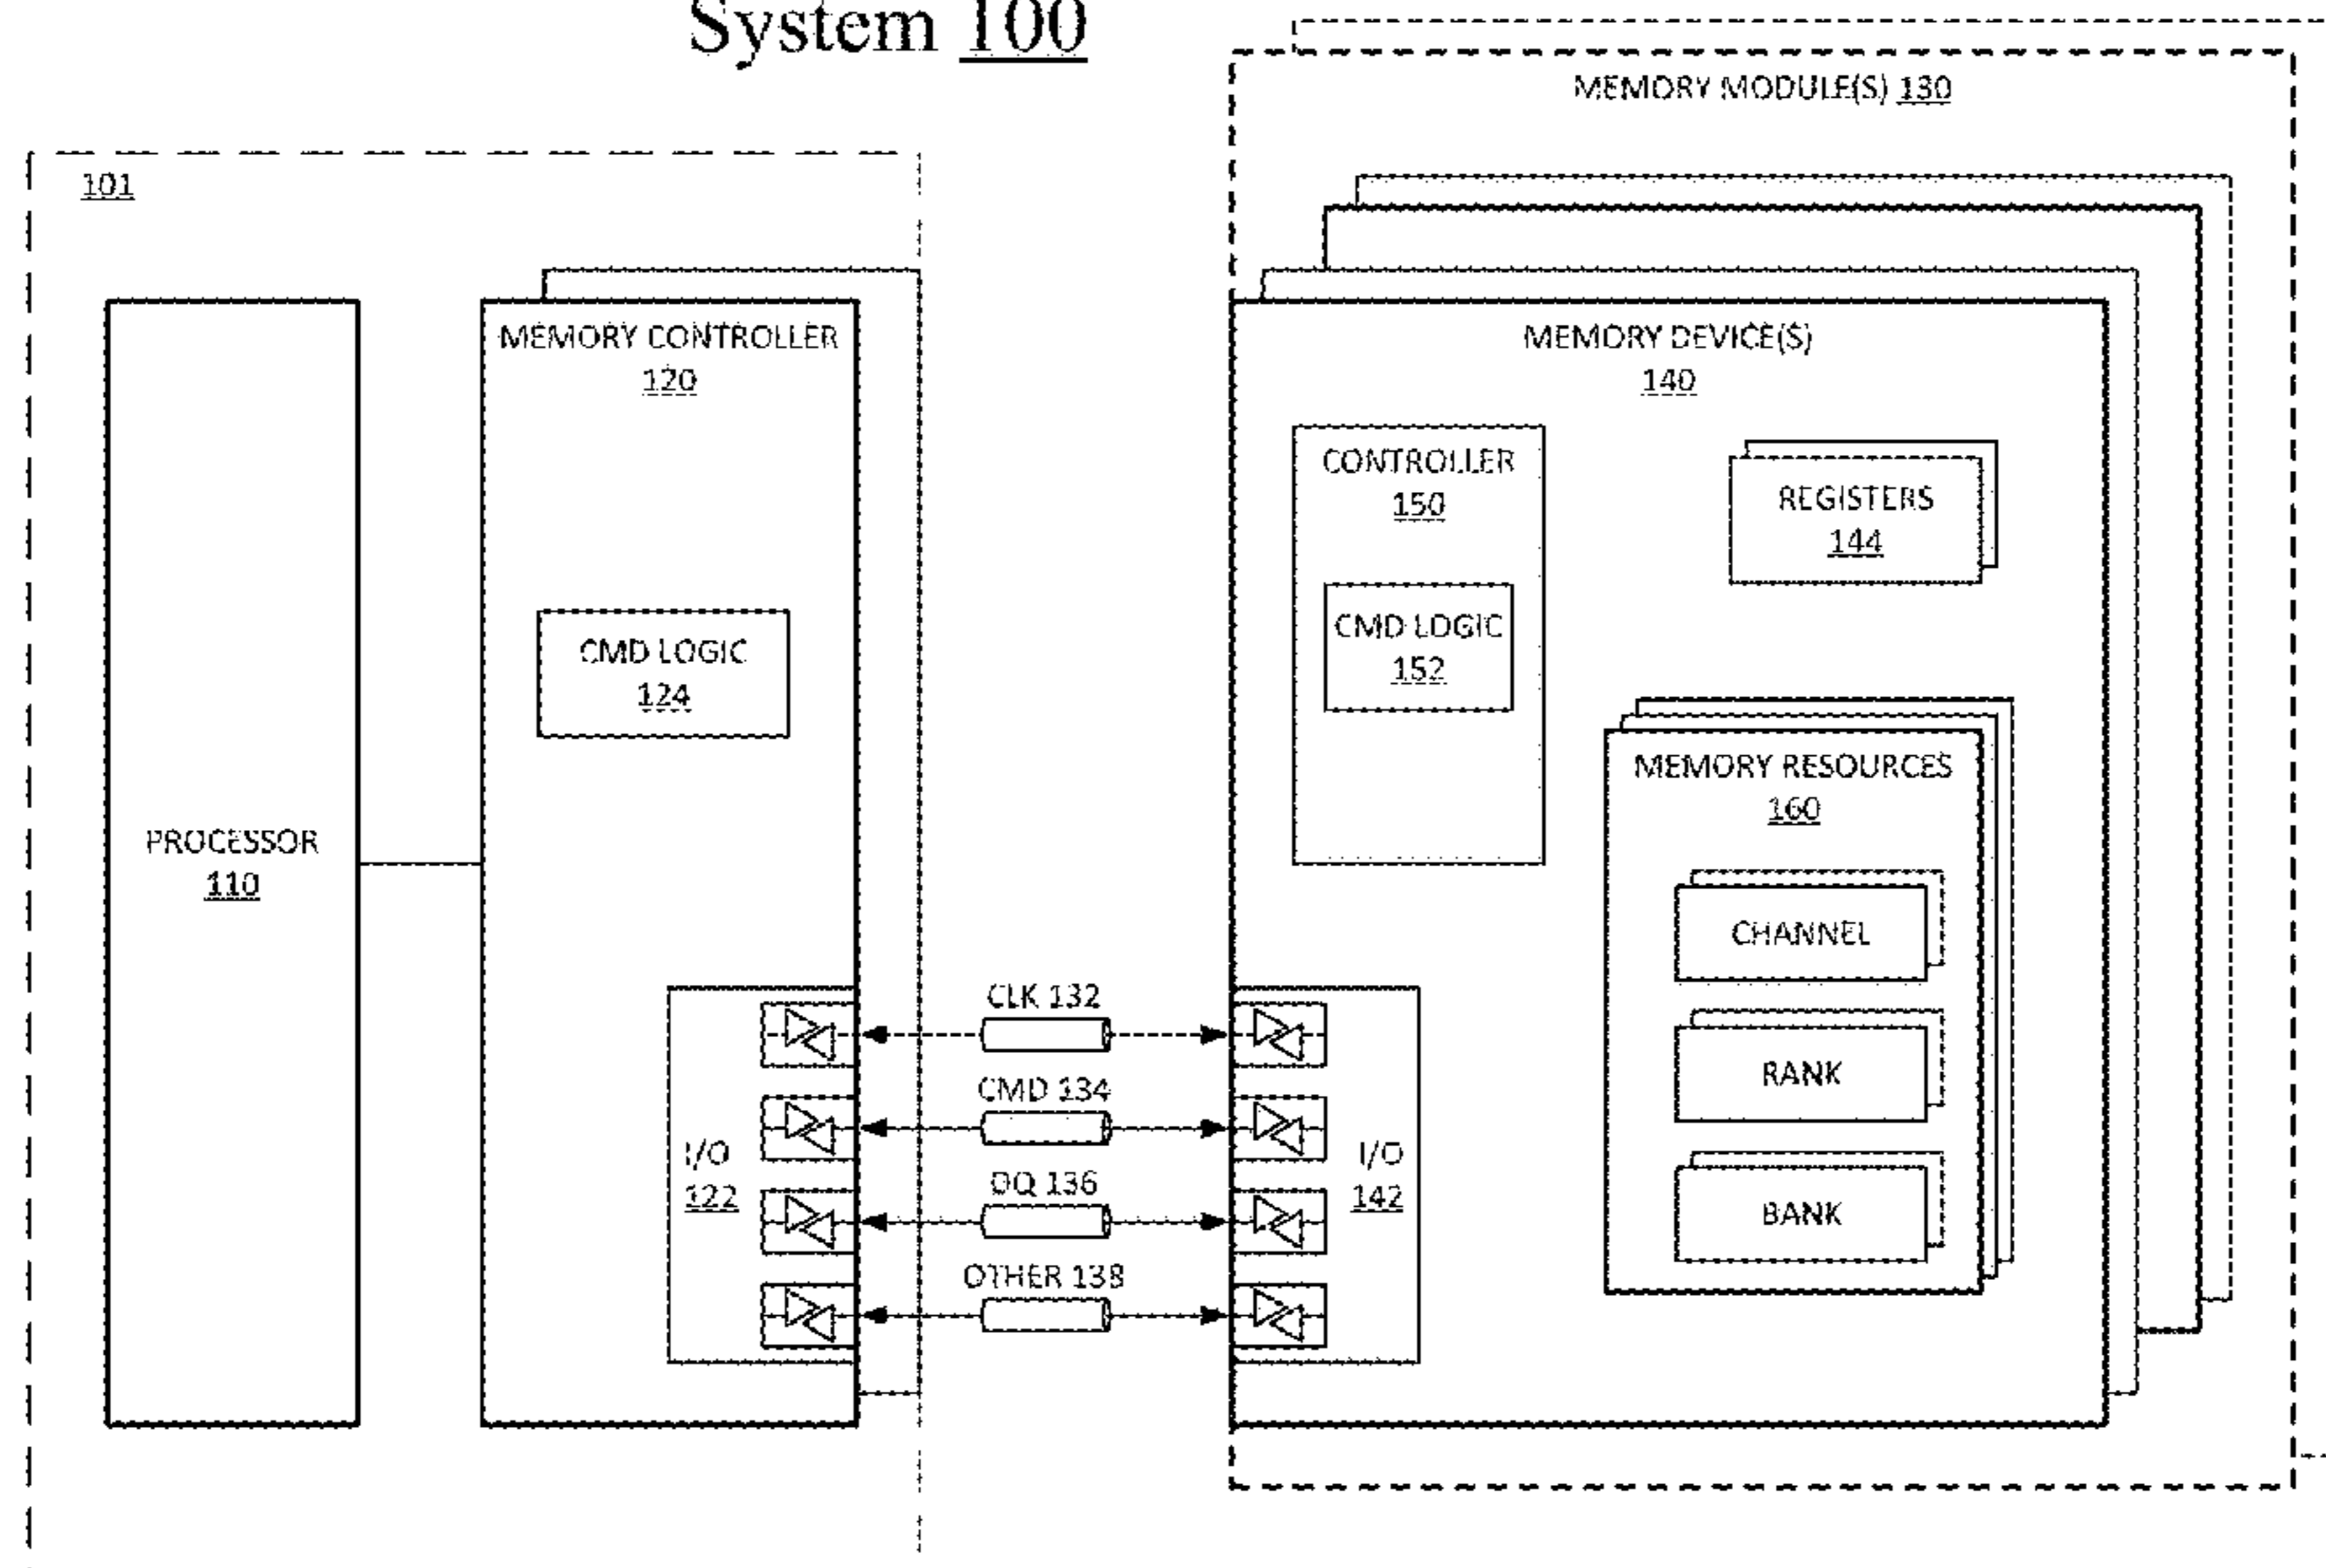 System 100
MEMORY MODULE(S) 130
101
MEMORY CONTROLLER
120
MEMORY DEVICE(S)
140
CONTROLLER
150
REGISTERS
144
CMD LOGIC
124
CMD LOGIC
152
MEMORY RESOURCES
160
PROCESSOR
110
CHANNEL
RANK
BANK
CLK 132
CMD 134
DQ 136
OTHER 138
I/O
122
I/O
142